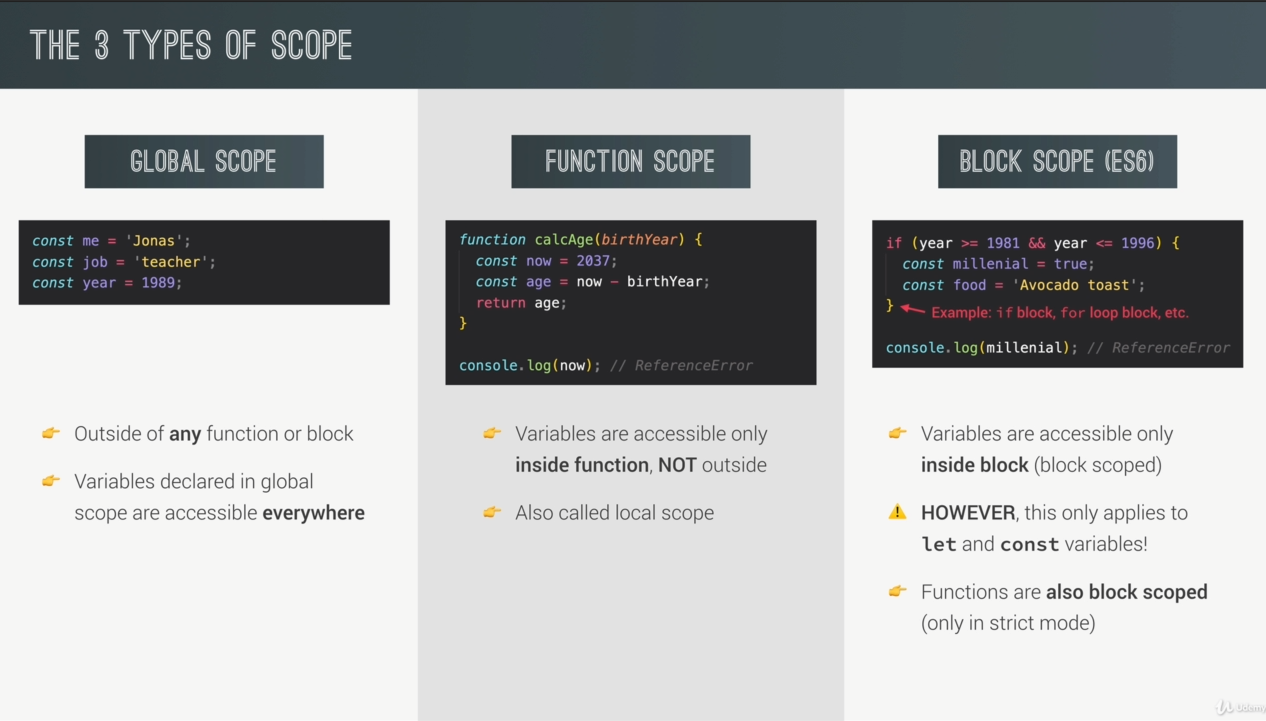 THE 3 TYPES OF SCOPE
GLOBAL SCOPE
const me = 'Jonas';
const job = 'teacher';
const year = 1989;
👉 Outside of any function or block
👉 Variables declared in global
scope are accessible everywhere
FUNCTION SCOPE
function calcAge(birthYear) {
const now = 2037;
const age = now − birthYear;
return age;
}
console.log(now); // ReferenceError
👉 Variables are accessible only
inside function, NOT outside
👉 Also called local scope
BLOCK SCOPE (ES6)
if (year >= 1981 && year <= 1996) {
const millenial = true;
const food = 'Avocado toast';
}
Example: if block, for loop block, etc.
console.log(millenial); // ReferenceError
👉 Variables are accessible only
inside block (block scoped)
⚠️ HOWEVER, this only applies to
let and const variables!
👉 Functions are also block scoped
(only in strict mode)
Udemy